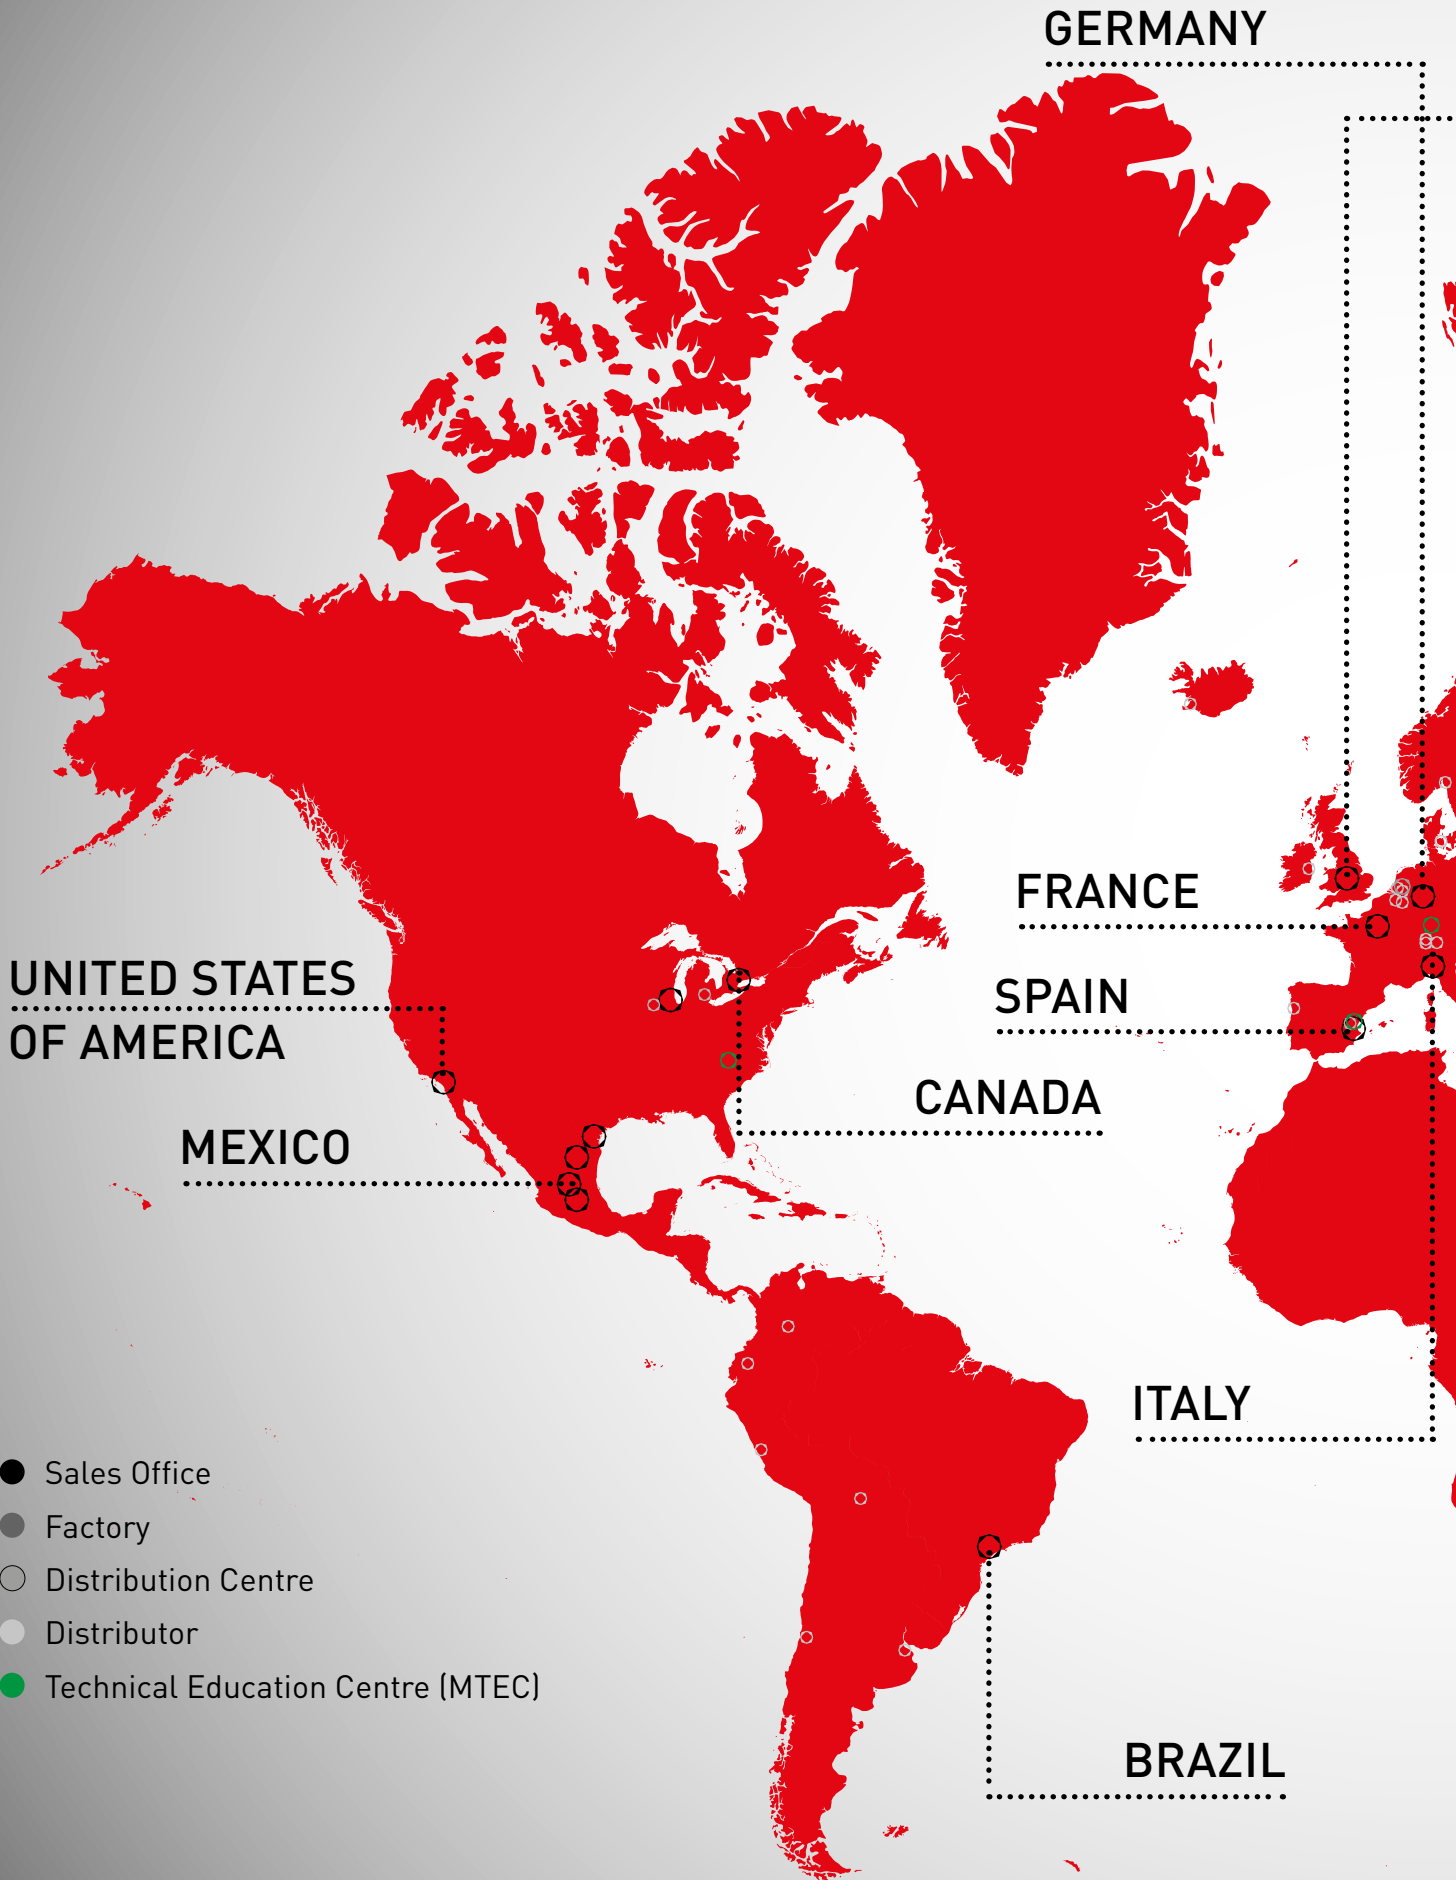 GERMANY
FRANCE
UNITED STATES
OF AMERICA
SPAIN
CANADA
MEXICO
ITALY
Sales Office
Factory
Distribution Centre
Distributor
Technical Education Centre (MTEC)
BRAZIL